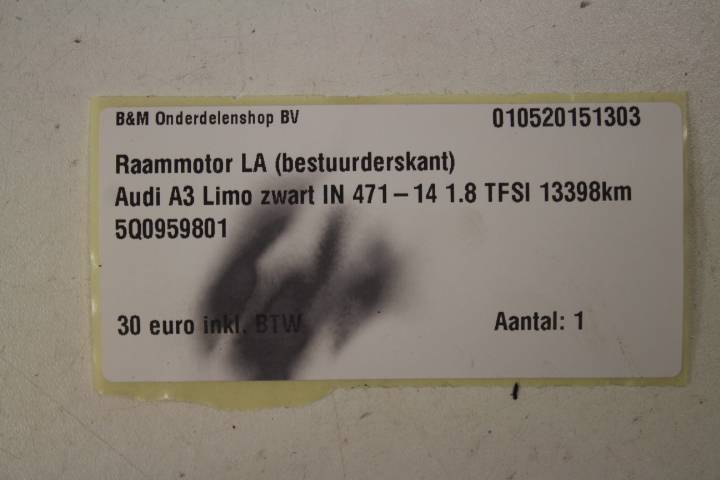 B&M Onderdelenshop BV 010520151303
Raammotor LA (bestuurderskant)
Audi A3 Limo zwart IN 471-14 1.8 TFSI 13398km
5Q0959801
30 euro inkl. BTW Aantal: 1